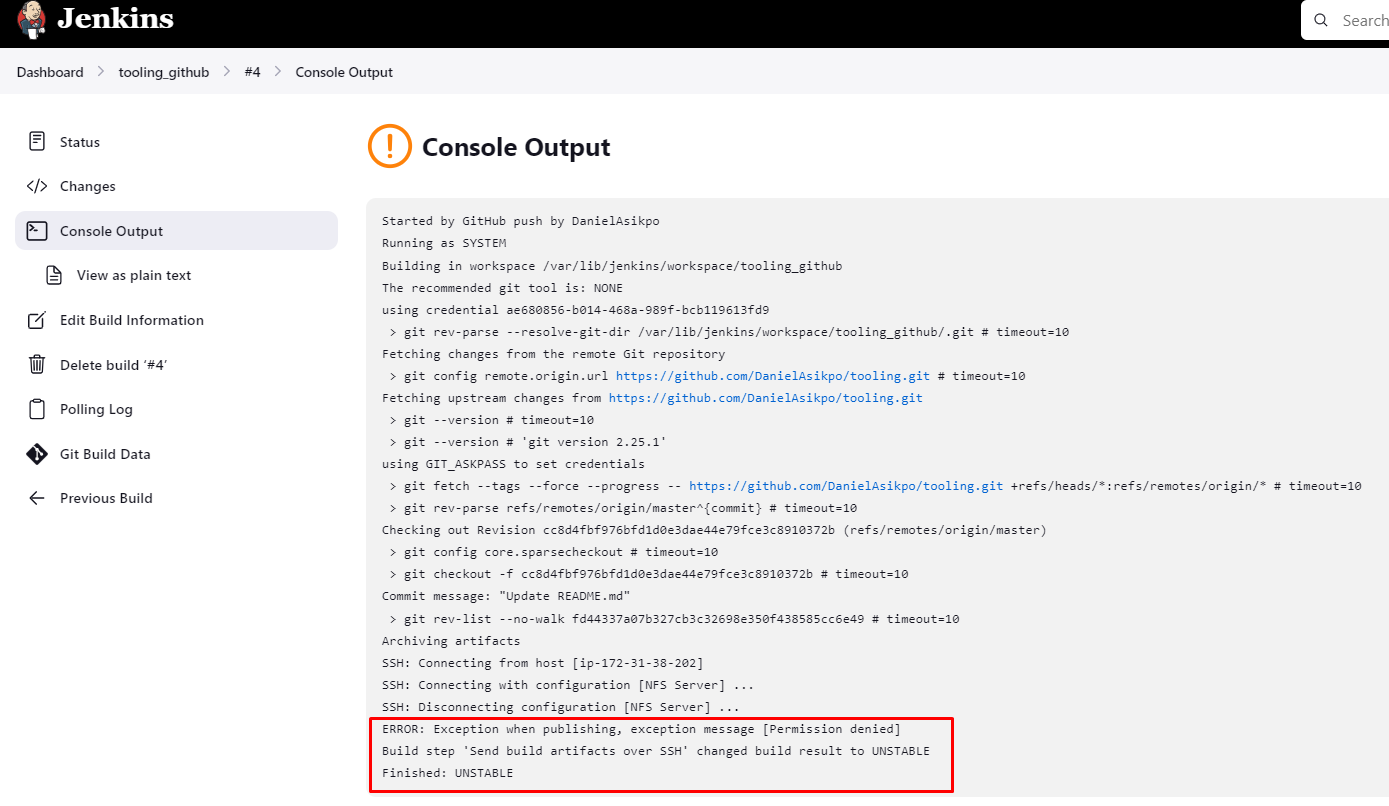 Jenkins
Search
Dashboard > tooling_github > #4 > Console Output
Status
Changes
Console Output
View as plain text
Edit Build Information
Delete build ‘#4’
Polling Log
Git Build Data
Previous Build
Console Output
Started by GitHub push by DanielAsikpo
Running as SYSTEM
Building in workspace /var/lib/jenkins/workspace/tooling_github
The recommended git tool is: NONE
using credential ae680856-b014-468a-989f-bcb119613fd9
> git rev-parse --resolve-git-dir /var/lib/jenkins/workspace/tooling_github/.git # timeout=10
Fetching changes from the remote Git repository
> git config remote.origin.url https://github.com/DanielAsikpo/tooling.git # timeout=10
Fetching upstream changes from https://github.com/DanielAsikpo/tooling.git
> git --version # timeout=10
> git --version # 'git version 2.25.1'
using GIT_ASKPASS to set credentials
> git fetch --tags --force --progress -- https://github.com/DanielAsikpo/tooling.git +refs/heads/*:refs/remotes/origin/* # timeout=10
> git rev-parse refs/remotes/origin/master^{commit} # timeout=10
Checking out Revision cc8d4fbf976bfd1d0e3dae44e79fce3c8910372b (refs/remotes/origin/master)
> git config core.sparsecheckout # timeout=10
> git checkout -f cc8d4fbf976bfd1d0e3dae44e79fce3c8910372b # timeout=10
Commit message: "Update README.md"
> git rev-list --no-walk fd44337a07b327cb3c32698e350f438585cc6e49 # timeout=10
Archiving artifacts
SSH: Connecting from host [ip-172-31-38-202]
SSH: Connecting with configuration [NFS Server] ...
SSH: Disconnecting configuration [NFS Server] ...
ERROR: Exception when publishing, exception message [Permission denied]
Build step 'Send build artifacts over SSH' changed build result to UNSTABLE
Finished: UNSTABLE